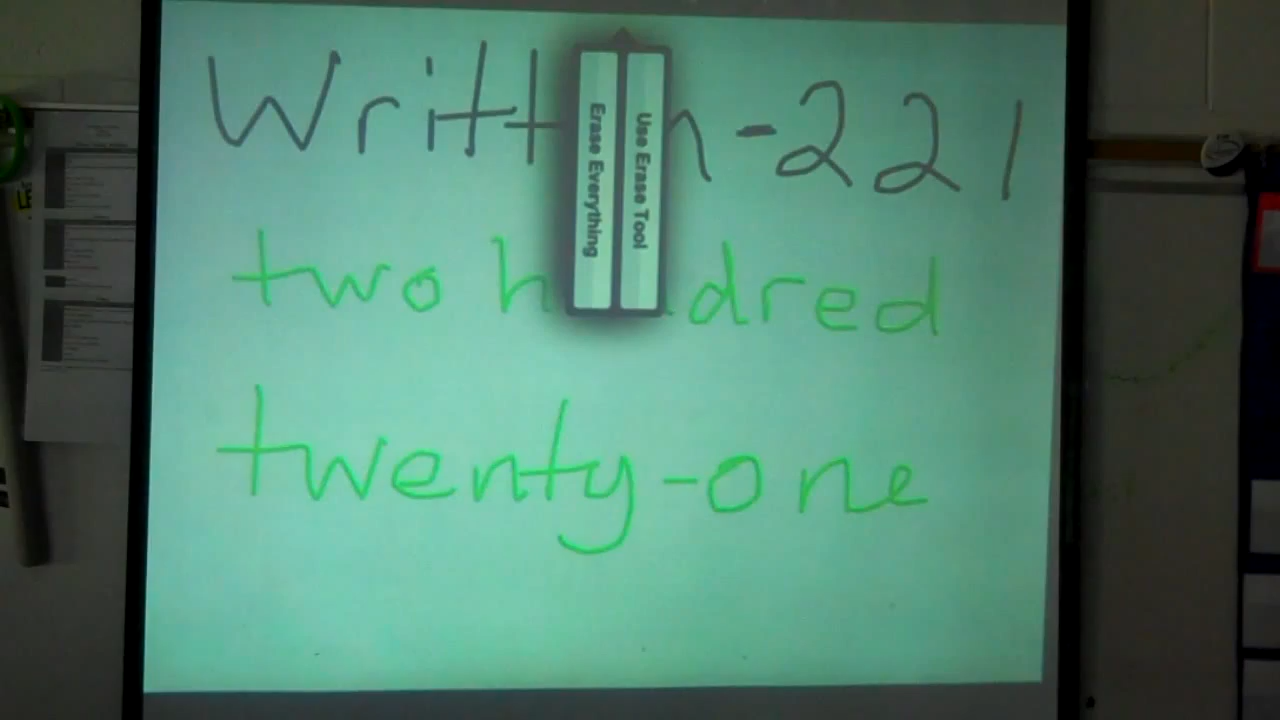 Written-221
two hundred
twenty-one
Use Erase Tool
Erase Everything